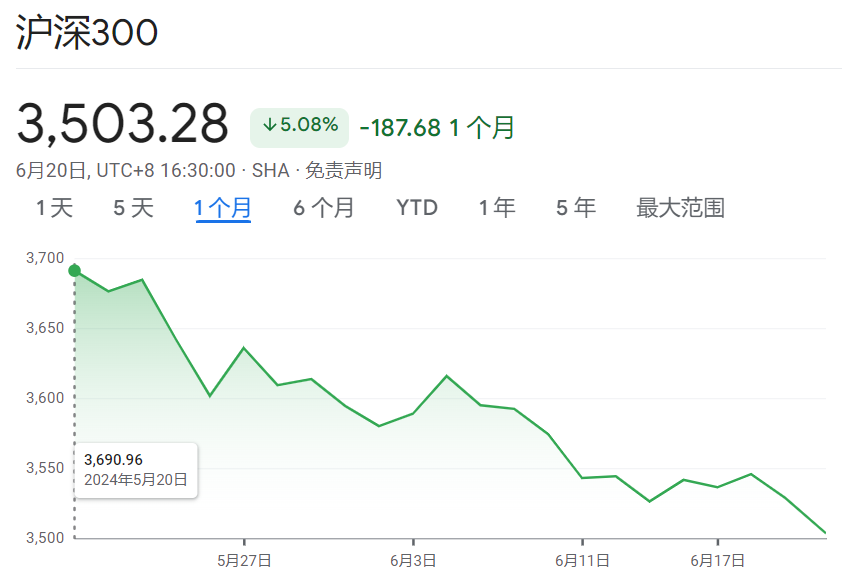 沪深300
3,503.28 ↓5.08% -187.68 1 个月
6月20日, UTC+8 16:30:00 · SHA · 免责声明
1 天 5 天 1 个月 6 个月 YTD 1 年 5 年 最大范围
3,700
3,650
3,600
3,550
3,500
3,690.96
2024年5月20日
5月27日 6月3日 6月11日 6月17日